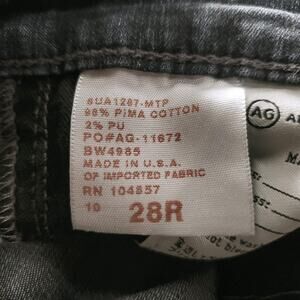 SUA1287-MTP
98% PIMA COTTON
2% PU
PO#AG-11672
BW4985
MADE IN U.S.A.
OF IMPORTED FABRIC
RN 104857
10 28R
AG